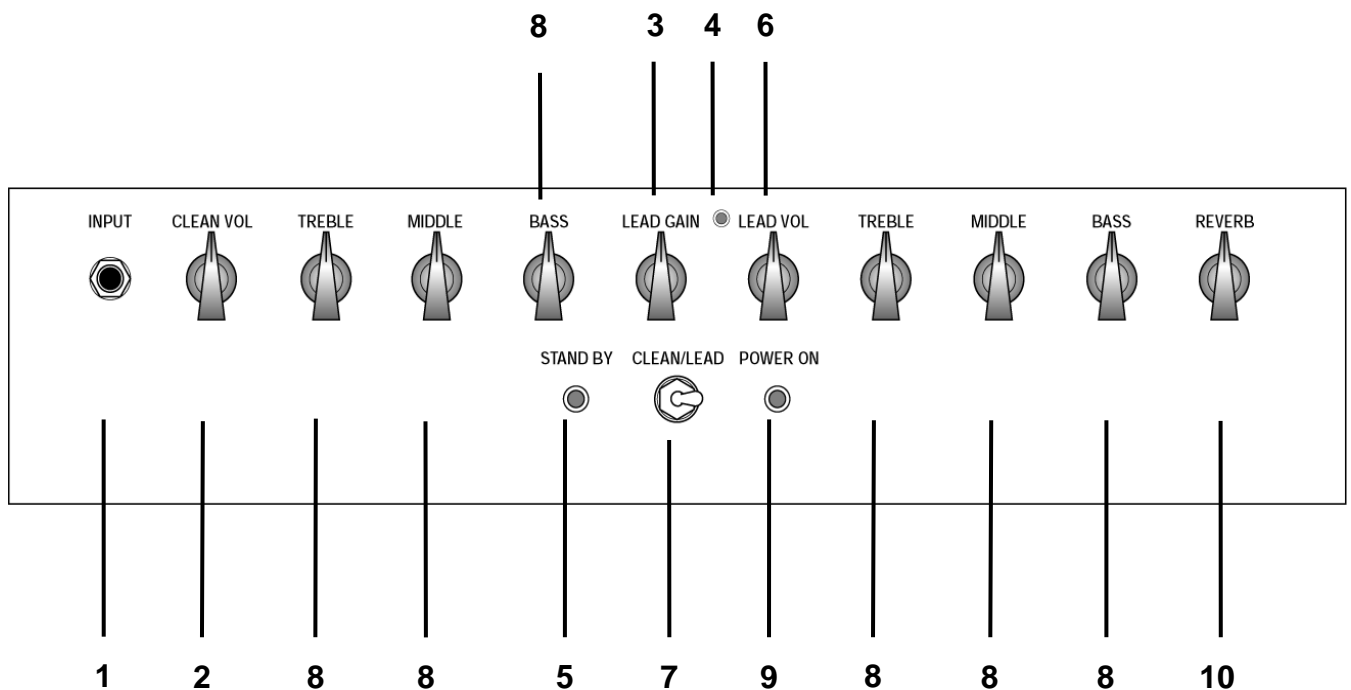 8 3 4 6
INPUT CLEAN VOL TREBLE MIDDLE BASS LEAD GAIN LEAD VOL TREBLE MIDDLE BASS REVERB
STAND BY CLEAN/LEAD POWER ON
1 2 8 8 5 7 9 8 8 8 10